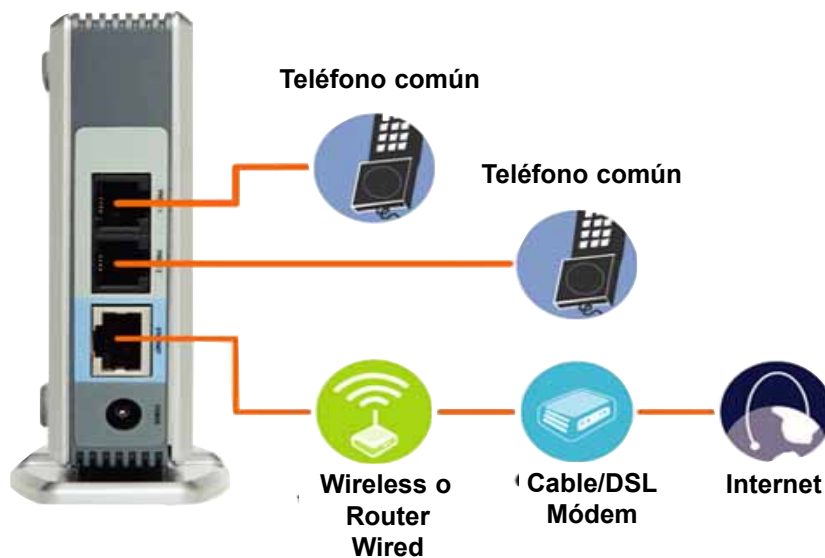 Teléfono común
Teléfono común
Wireless o
Router
Wired
Cable/DSL
Módem
Internet